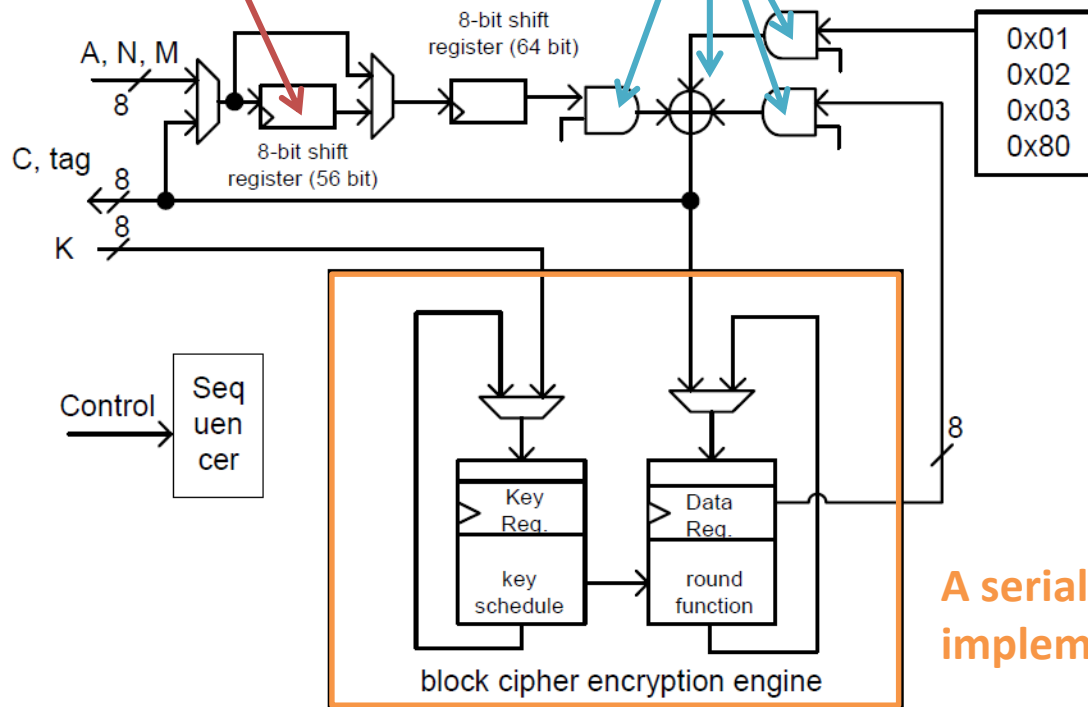 8-bit shift
register (64 bit)
0x01
0x02
0x03
0x80
A, N, M
8
8-bit shift
register (56 bit)
C, tag
8
8
K
Control
Seq
uen
cer
8
Key
Reg.
Data
Reg.
key
schedule
round
function
A serial
implem
block cipher encryption engine